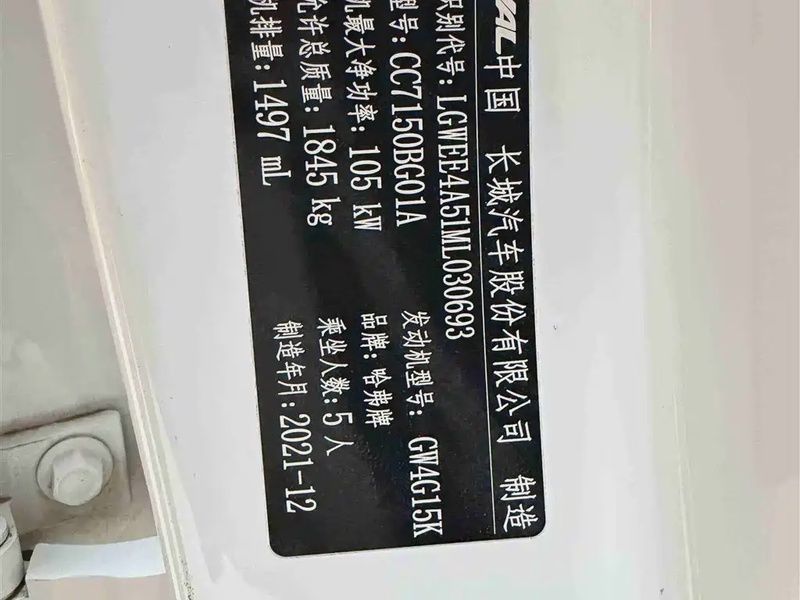 VAL 中国 长城汽车股份有限公司 制造
识别代号: LGWEE4A51ML030693
型号: CC7150BG01A 发动机型号: GW4G15K
机最大净功率: 105 kW 品牌: 哈弗牌
允许总质量: 1845 kg 乘坐人数: 5 人
机排量: 1497 mL 制造年月: 2021-12